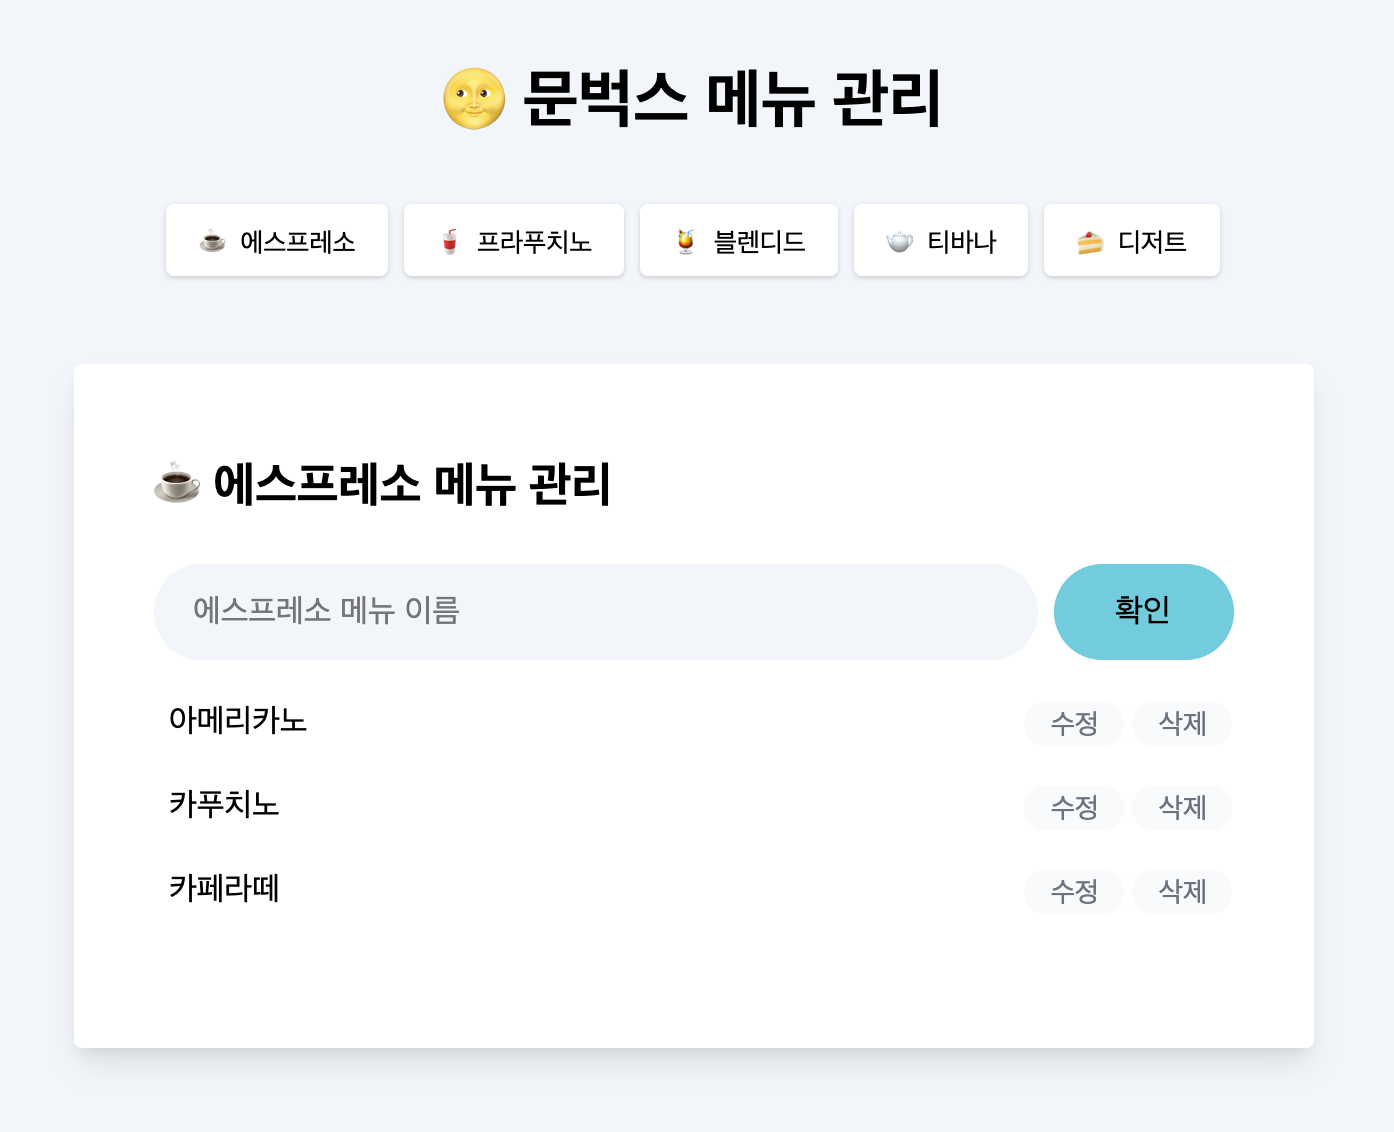 🌝 문벅스 메뉴 관리
☕ 에스프레소 🥤 프라푸치노 🍹 블렌디드 🫖 티바나 🍰 디저트
☕ 에스프레소 메뉴 관리
에스프레소 메뉴 이름 확인
아메리카노 수정 삭제
카푸치노 수정 삭제
카페라떼 수정 삭제